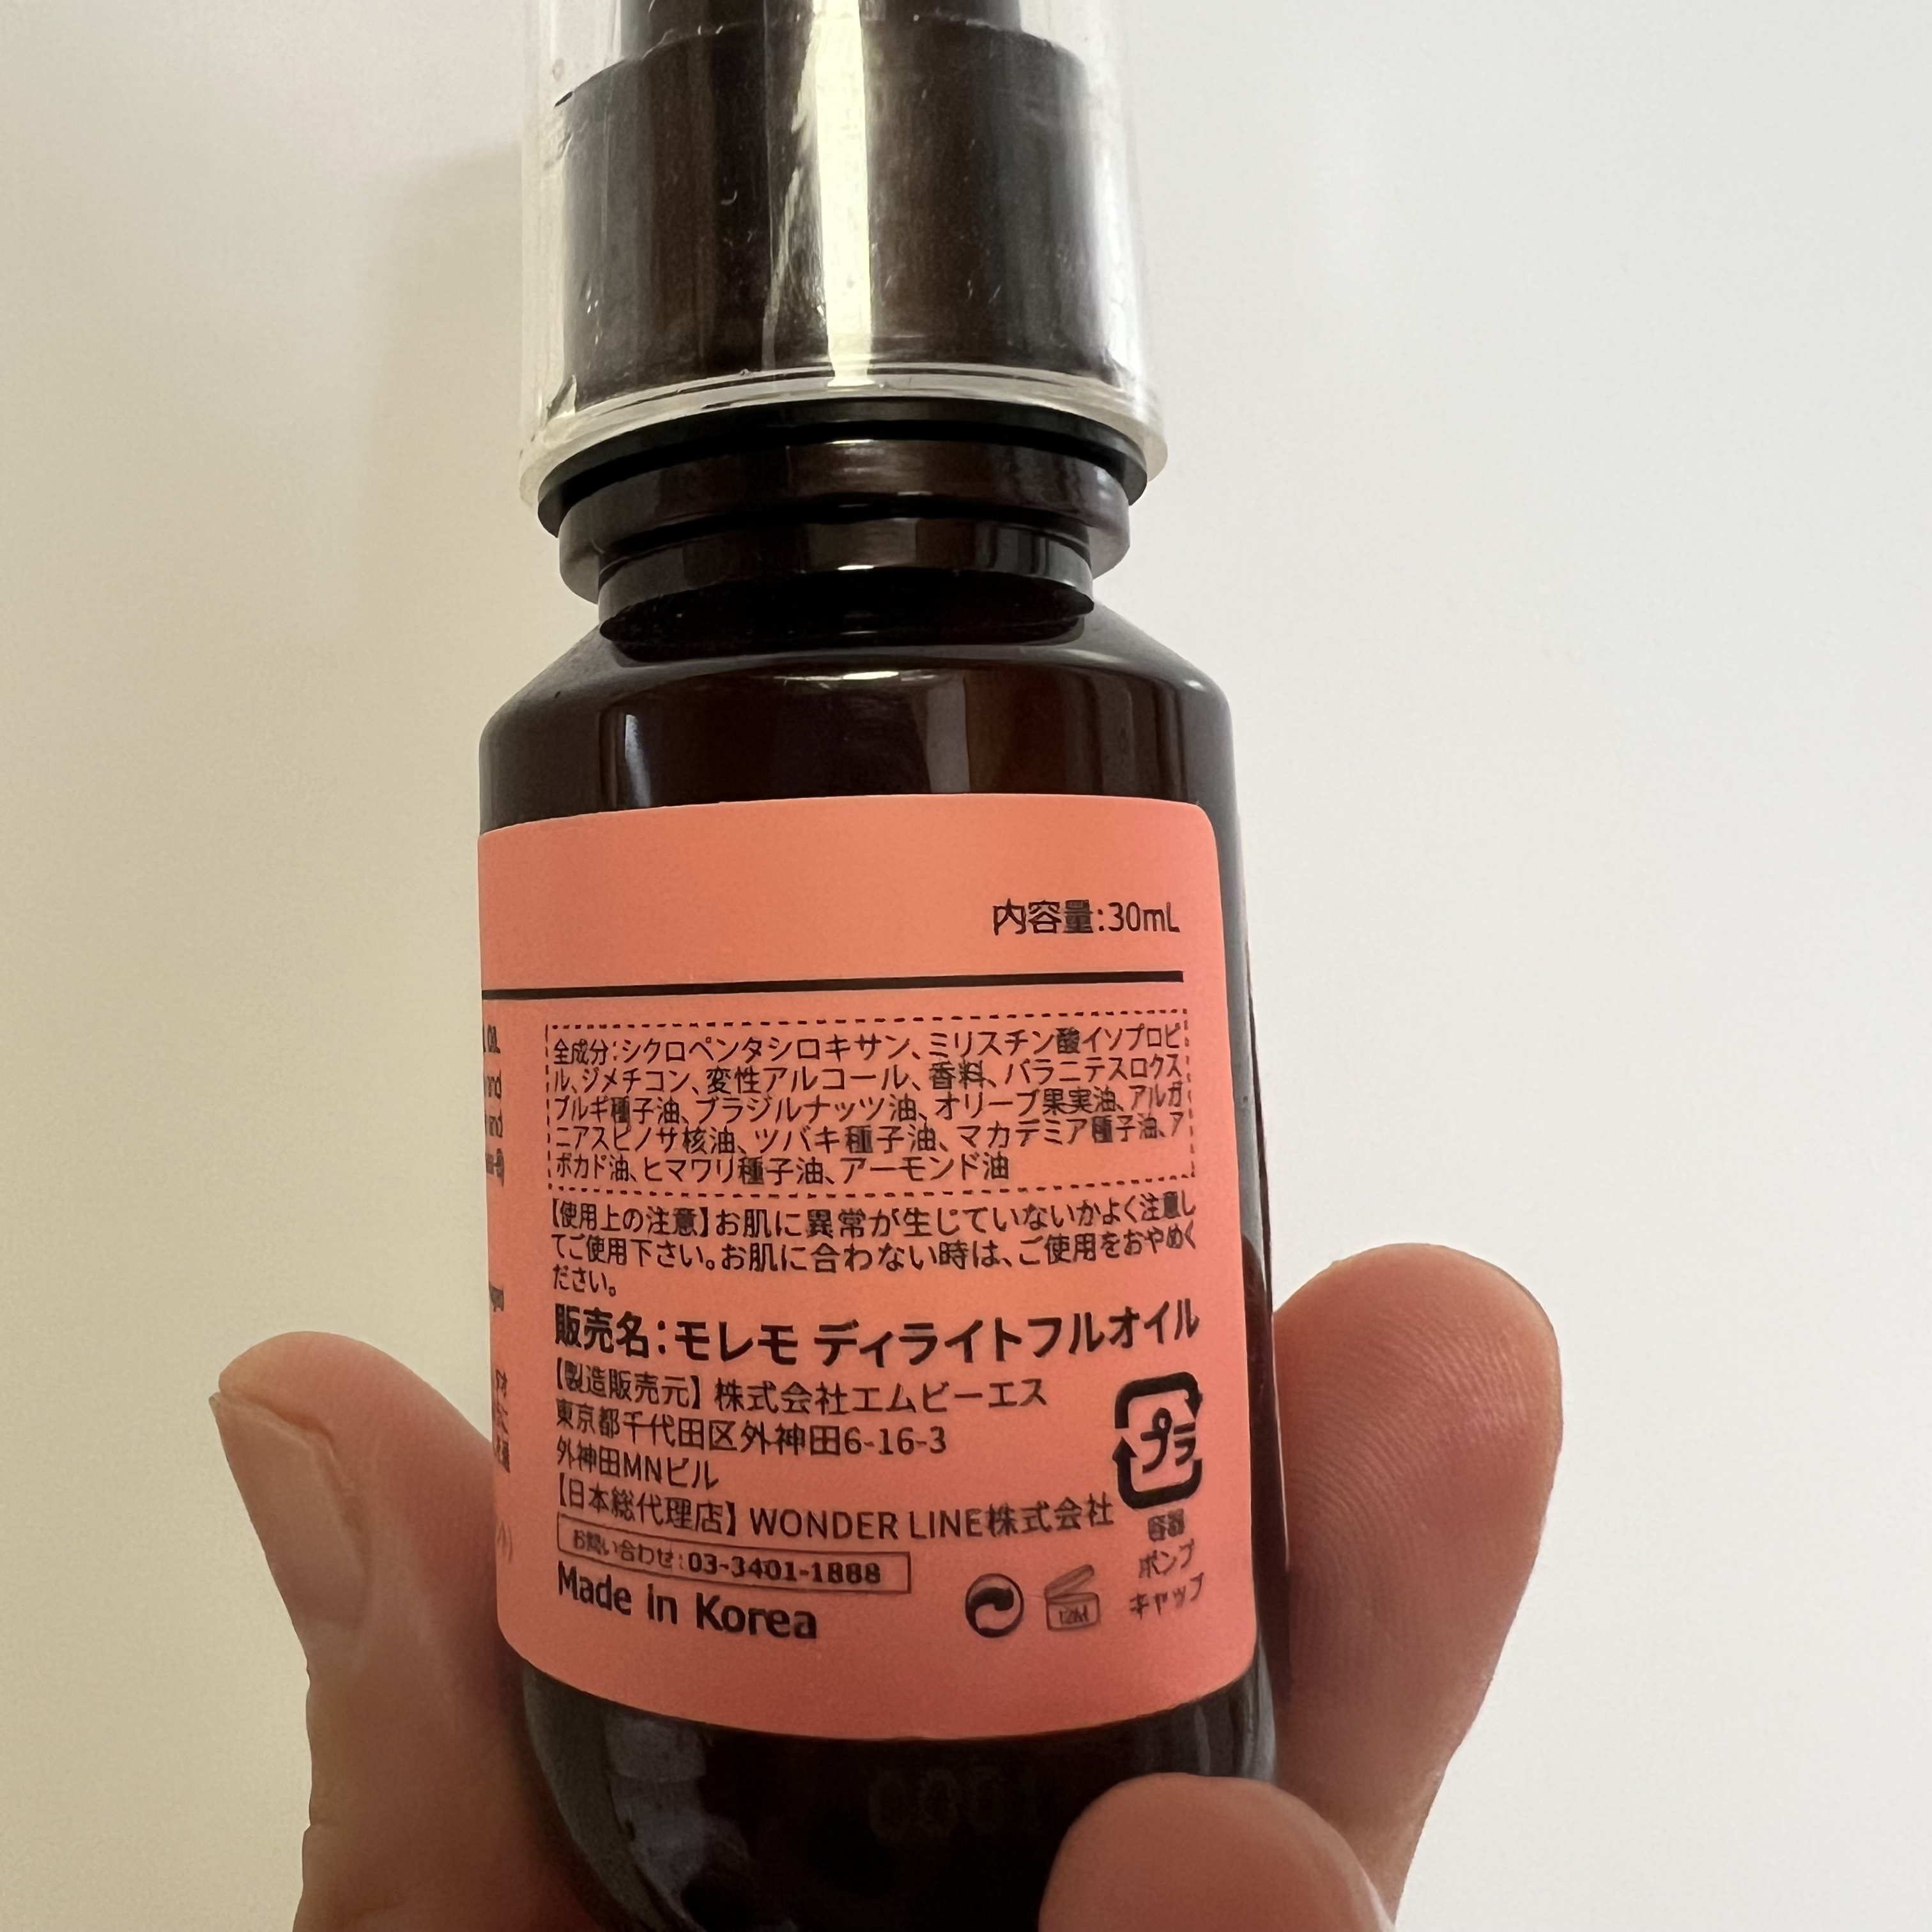 内容量:30mL
OIL
and
and
全成分:シクロペンタシロキサン、ミリスチン酸イソプロピ
ル、ジメチコン、変性アルコール、香料、バラニテスロクス
ブルギ種子油、ブラジルナッツ油、オリーブ果実油、アルガ
ニアスピノサ核油、ツバキ種子油、マカデミア種子油、ア
ボカド油、ヒマワリ種子油、アーモンド油
【使用上の注意】お肌に異常が生じていないかよく注意し
てご使用下さい。お肌に合わない時は、ご使用をおやめく
ださい。
販売名:モレモ ディライトフルオイル
【製造販売元】 株式会社エムビーエス
東京都千代田区外神田6-16-3
外神田MNビル
【日本総代理店】 WONDER LINE株式会社
お問い合わせ:03-3401-1888
Made in Korea
12M
プラ
容器
ポンプ
キャップ